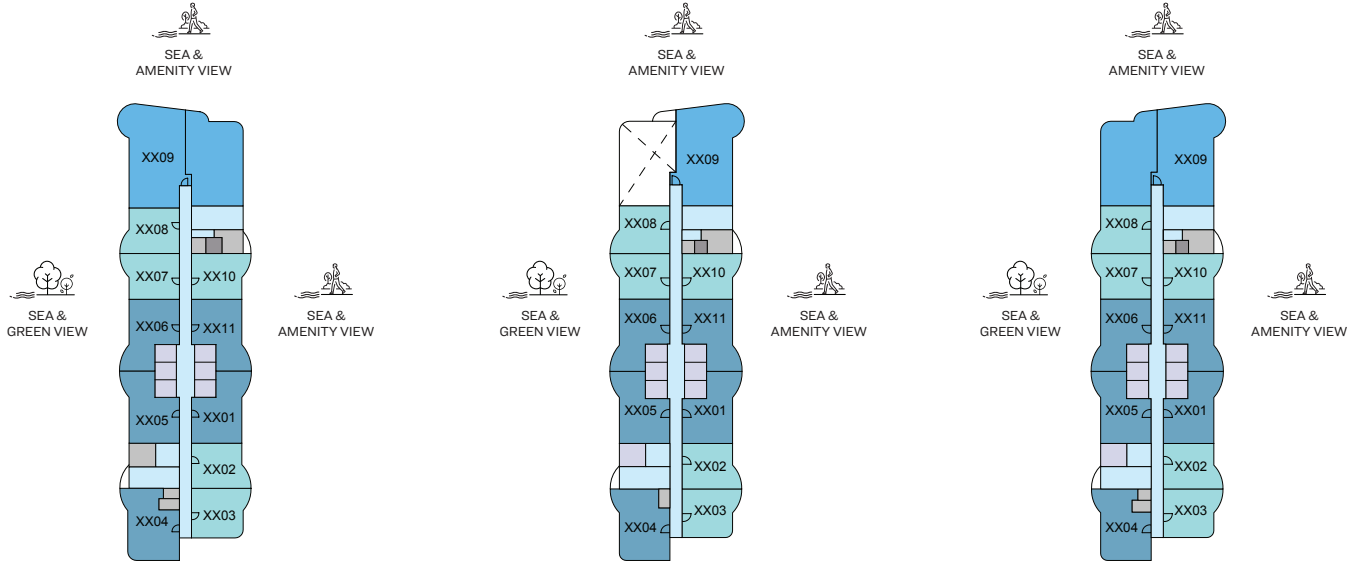 SEA &
AMENITY VIEW
XX09
XX08
XX07
XX10
XX06
XX11
XX05
XX01
XX02
XX04
XX03
SEA &
GREEN VIEW
SEA &
AMENITY VIEW
SEA &
AMENITY VIEW
XX09
XX08
XX07
XX10
XX06
XX11
XX05
XX01
XX02
XX04
XX03
SEA &
GREEN VIEW
SEA &
AMENITY VIEW
SEA &
AMENITY VIEW
XX09
XX08
XX07
XX10
XX06
XX11
XX05
XX01
XX02
XX04
XX03
SEA &
GREEN VIEW
SEA &
AMENITY VIEW